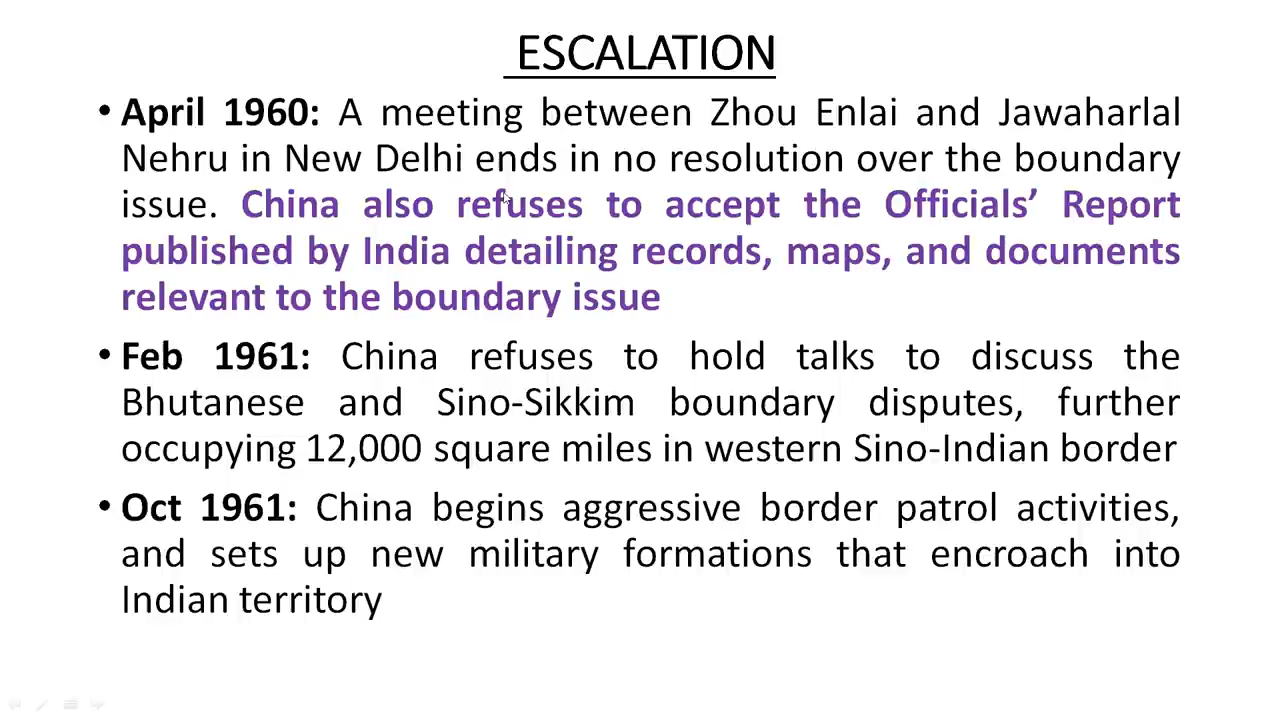 ESCALATION
• April 1960: A meeting between Zhou Enlai and Jawaharlal
Nehru in New Delhi ends in no resolution over the boundary
issue. China also refuses to accept the Officials’ Report
published by India detailing records, maps, and documents
relevant to the boundary issue
• Feb 1961: China refuses to hold talks to discuss the
Bhutanese and Sino-Sikkim boundary disputes, further
occupying 12,000 square miles in western Sino-Indian border
• Oct 1961: China begins aggressive border patrol activities,
and sets up new military formations that encroach into
Indian territory